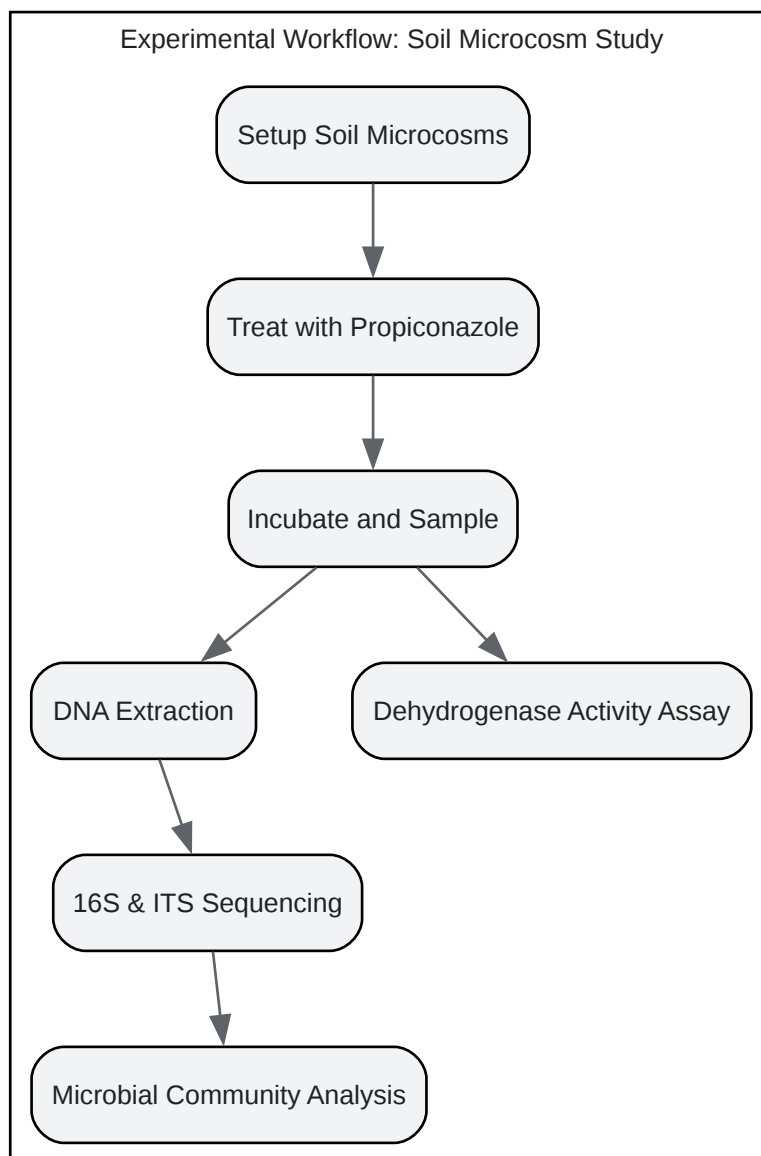 Experimental Workflow: Soil Microcosm Study
Setup Soil Microcosms
Treat with Propiconazole
Incubate and Sample
DNA Extraction
Dehydrogenase Activity Assay
16S & ITS Sequencing
Microbial Community Analysis